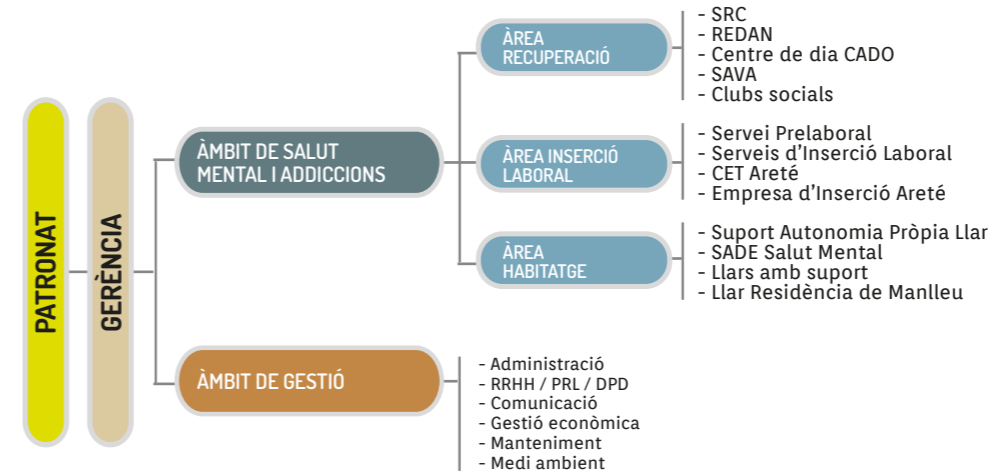 PATRONAT
GERÈNCIA
ÀMBIT DE SALUT
MENTAL I ADDICCIONS
ÀREA
RECUPERACIÓ
- SRC
- REDAN
- Centre de dia CADO
- SAVA
- Clubs socials
ÀREA INSERCIÓ
LABORAL
- Servei Prelaboral
- Serveis d'Inserció Laboral
- CET Areté
- Empresa d'Inserció Areté
ÀREA
HABITATGE
- Suport Autonomia Pròpia Llar
- SADE Salut Mental
- Llars amb suport
- Llar Residència de Manlleu
ÀMBIT DE GESTIÓ
- Administració
- RRHH / PRL / DPD
- Comunicació
- Gestió econòmica
- Manteniment
- Medi ambient